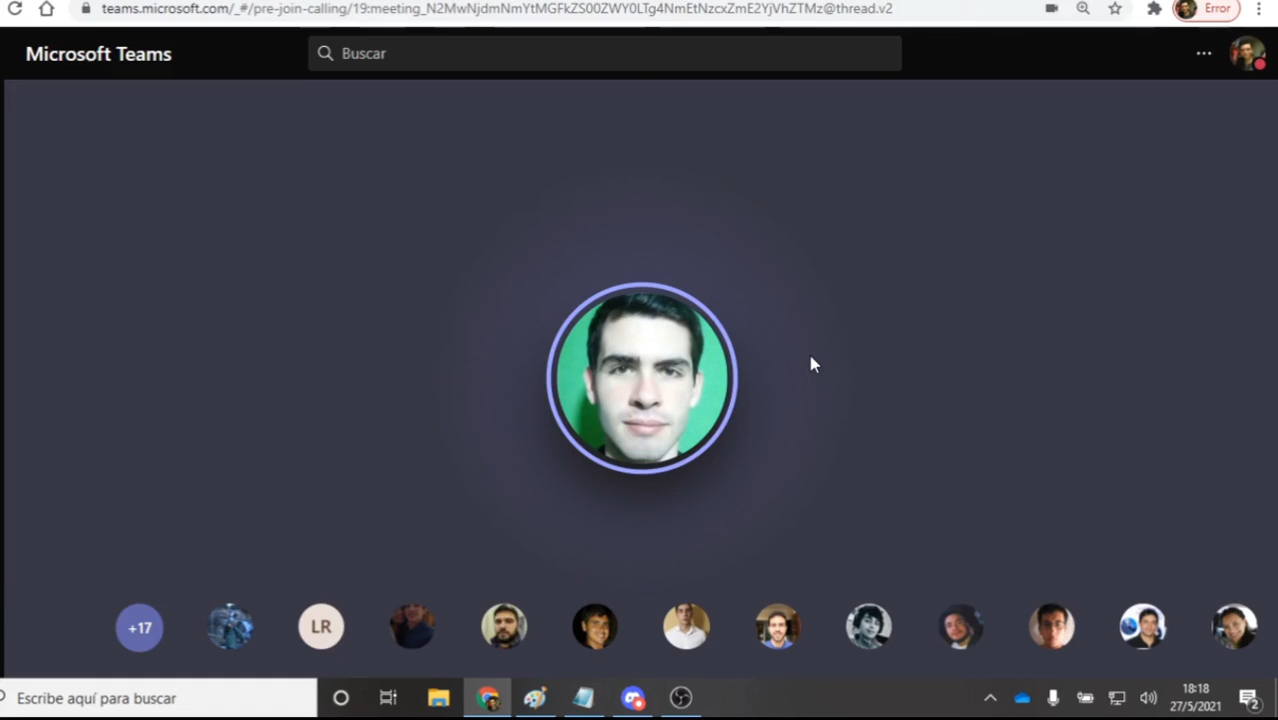 teams.microsoft.com/_#/pre-join-calling/19:meeting_N2MwNjdmNmYtMGFkZS00ZWY0LTg4NmEtNzcxZmE2YjVhZTMz@thread.v2
Error
Microsoft Teams
Buscar
+17
LR
Escribe aquí para buscar
18:18
27/5/2021
2